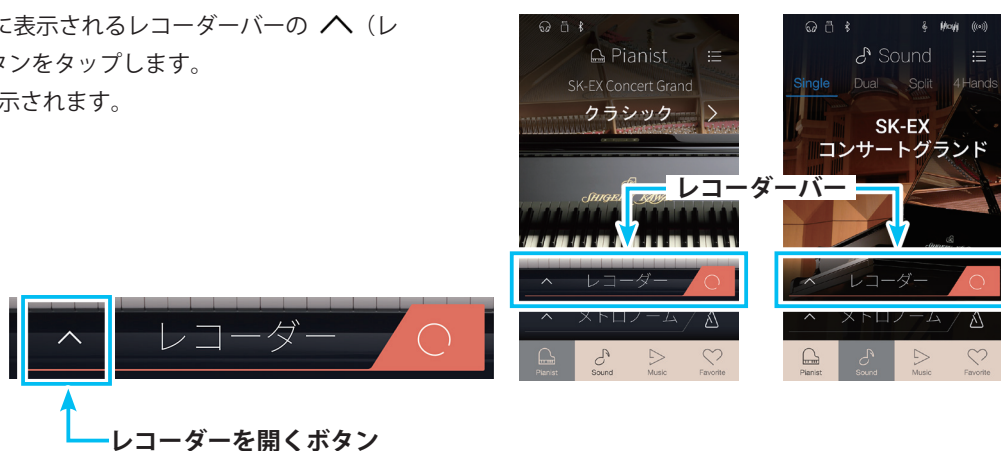 に表示されるレコーダーバーの ヘ（レ
タンをタップします。
示されます。
Pianist
SK-EX Concert Grand
クラシック
Sound
Single Dual Split 4 Hands
SK-EX
コンサートグランド
レコーダーバー
レコーダー
メトロノーム
Pianist Sound Music Favorite
レコーダー
メトロノーム
Pianist Sound Music Favorite
レコーダー
レコーダーを開くボタン